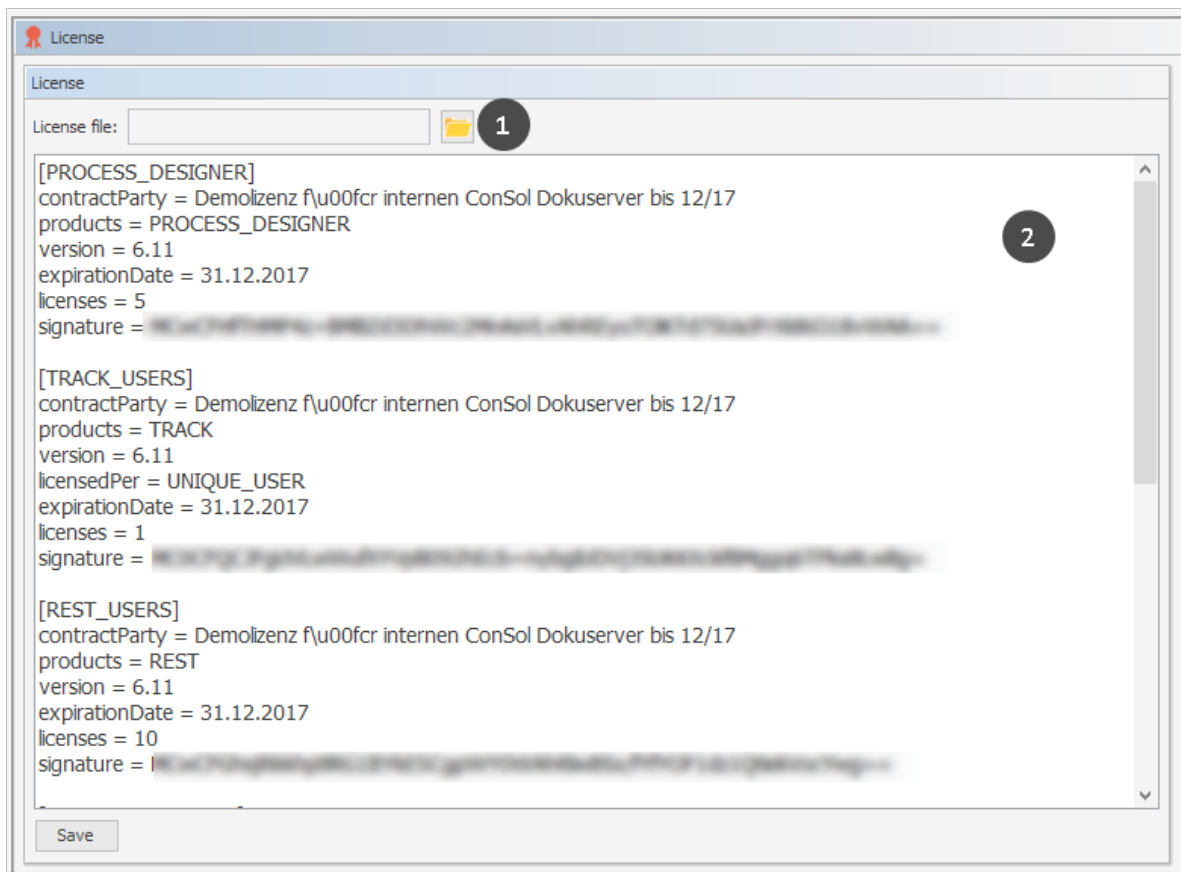 License
License
License file:
1
[PROCESS_DESIGNER]
contractParty = Demolizenz f\u00fcr internen ConSol Dokuserver bis 12/17
products = PROCESS_DESIGNER
2
version = 6.11
expirationDate = 31.12.2017
licenses = 5
signature =
[TRACK_USERS]
contractParty = Demolizenz f\u00fcr internen ConSol Dokuserver bis 12/17
products = TRACK
version = 6.11
licensedPer = UNIQUE_USER
expirationDate = 31.12.2017
licenses = 1
signature =
[REST_USERS]
contractParty = Demolizenz f\u00fcr internen ConSol Dokuserver bis 12/17
products = REST
version = 6.11
expirationDate = 31.12.2017
licenses = 10
signature =
Save